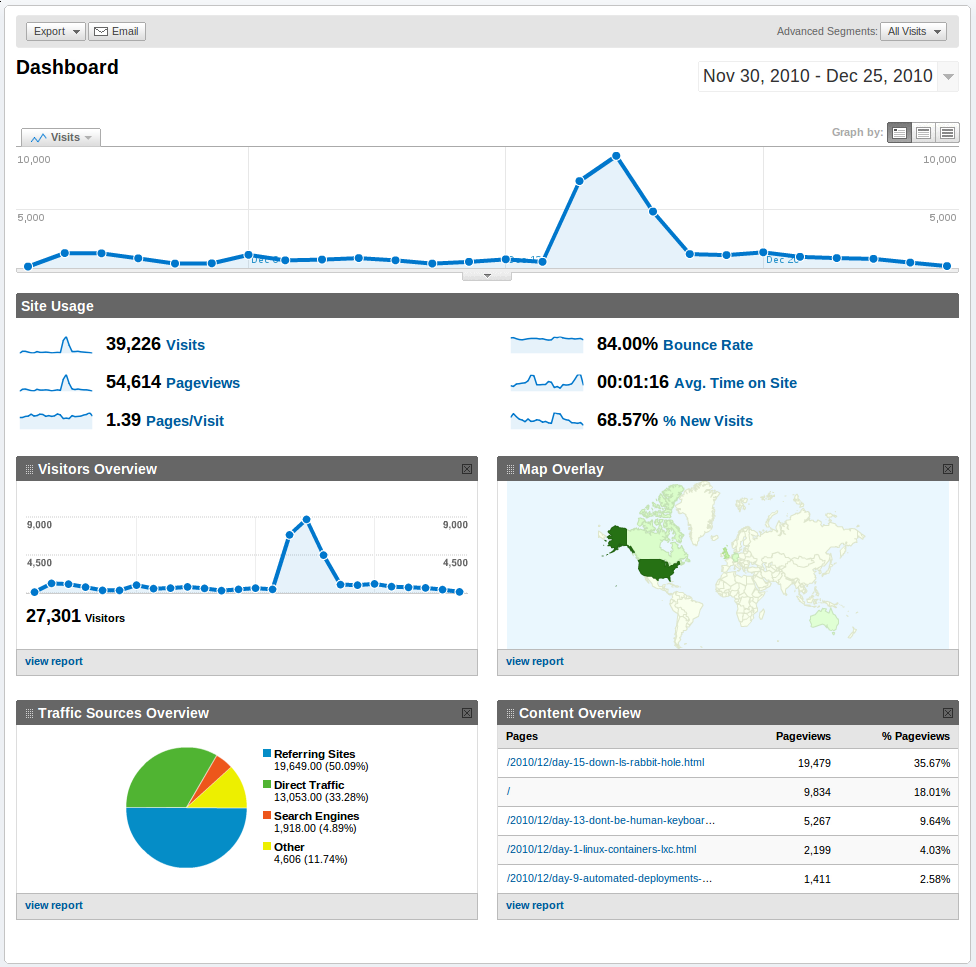 Export Email Advanced Segments: All Visits
Dashboard
Nov 30, 2010 - Dec 25, 2010
Visits Graph by:
10,000 10,000
5,000 5,000
Dec 20
Site Usage
39,226 Visits
84.00% Bounce Rate
54,614 Pageviews
00:01:16 Avg. Time on Site
1.39 Pages/Visit
68.57% % New Visits
Visitors Overview
9,000 9,000
4,500 4,500
27,301 Visitors
view report
Map Overlay
view report
Traffic Sources Overview
Referring Sites
19,649.00 (50.09%)
Direct Traffic
13,053.00 (33.28%)
Search Engines
1,918.00 (4.89%)
Other
4,606 (11.74%)
view report
Content Overview
Pages Pageviews % Pageviews
/2010/12/day-15-down-ls-rabbit-hole.html 19,479 35.67%
/ 9,834 18.01%
/2010/12/day-13-dont-be-human-keyboar... 5,267 9.64%
/2010/12/day-1-linux-containers-lxc.html 2,199 4.03%
/2010/12/day-9-automated-deployments-... 1,411 2.58%
view report